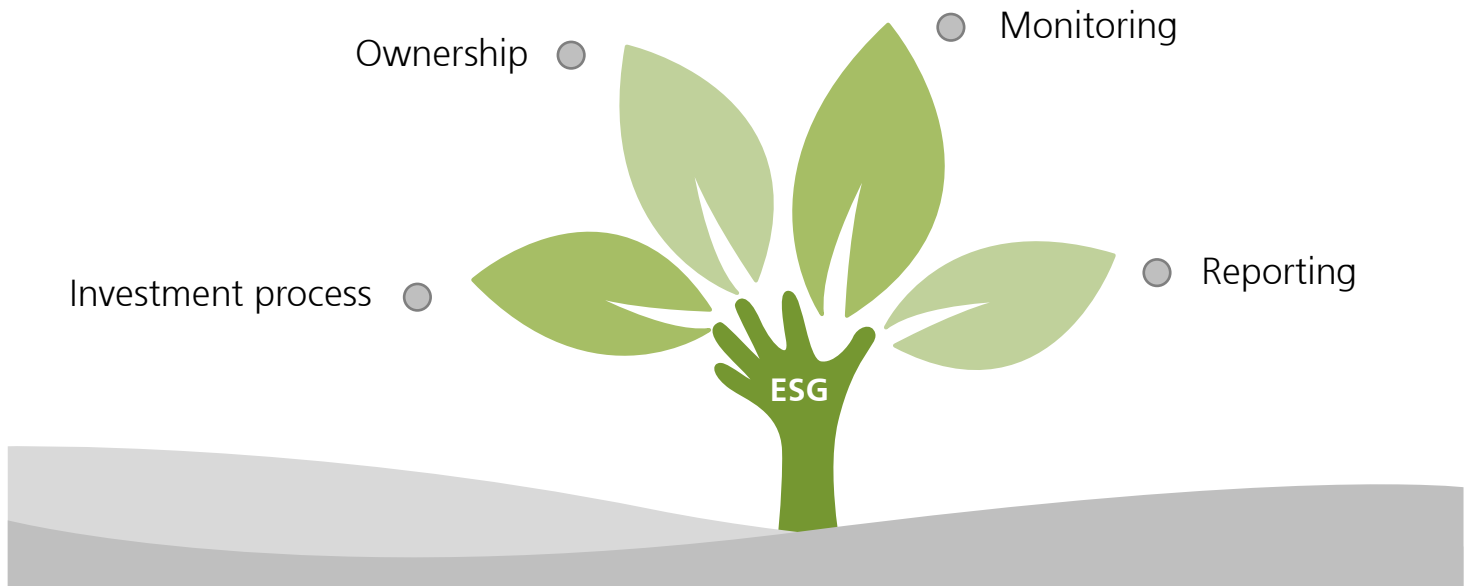 Monitoring
Ownership
Reporting
Investment process
ESG